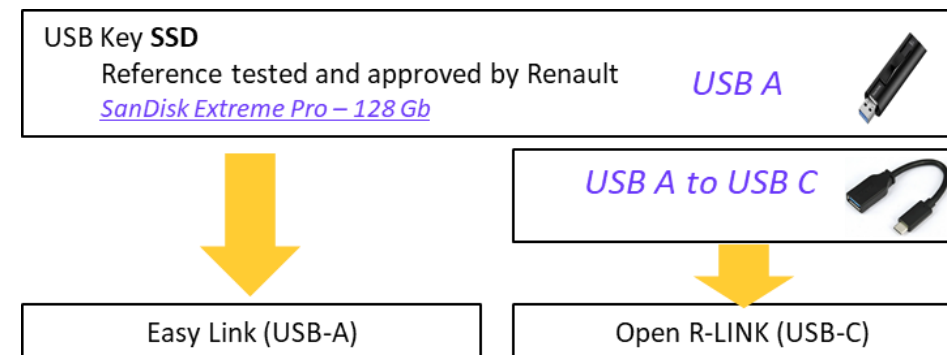 USB Key SSD
Reference tested and approved by Renault
USB A
SanDisk Extreme Pro – 128 Gb
USB A to USB C
Easy Link (USB-A)
Open R-LINK (USB-C)